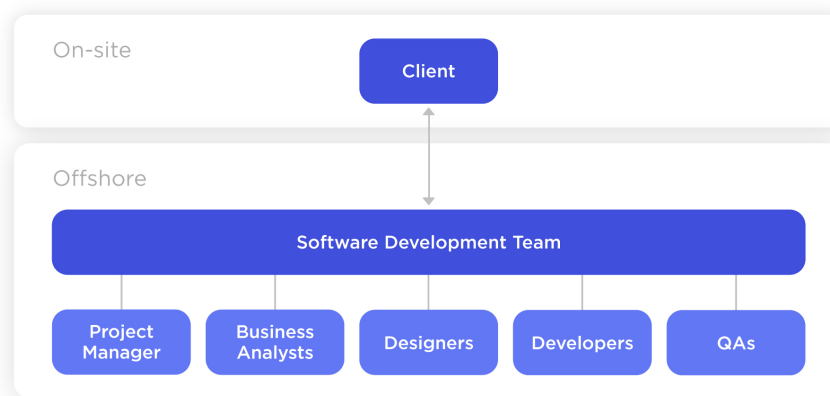 On-site
Client
Offshore
Software Development Team
Project
Manager
Business
Analysts
Designers
Developers
QAs